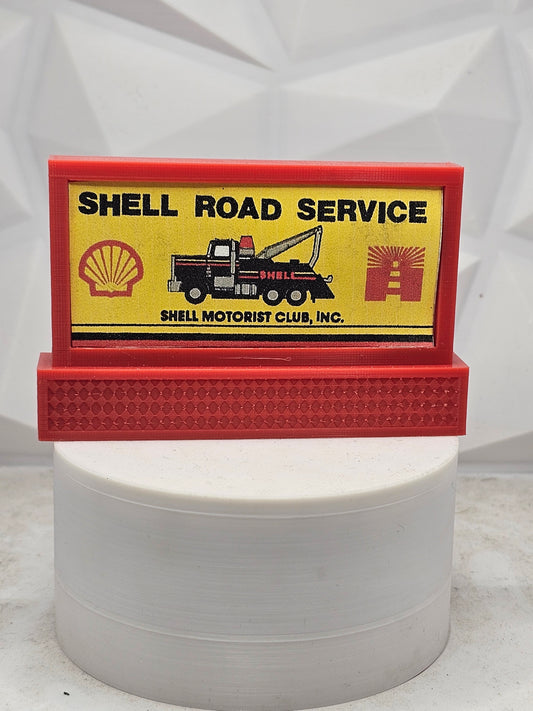 SHELL ROAD SERVICE
SHELL
SHELL MOTORIST CLUB, INC.